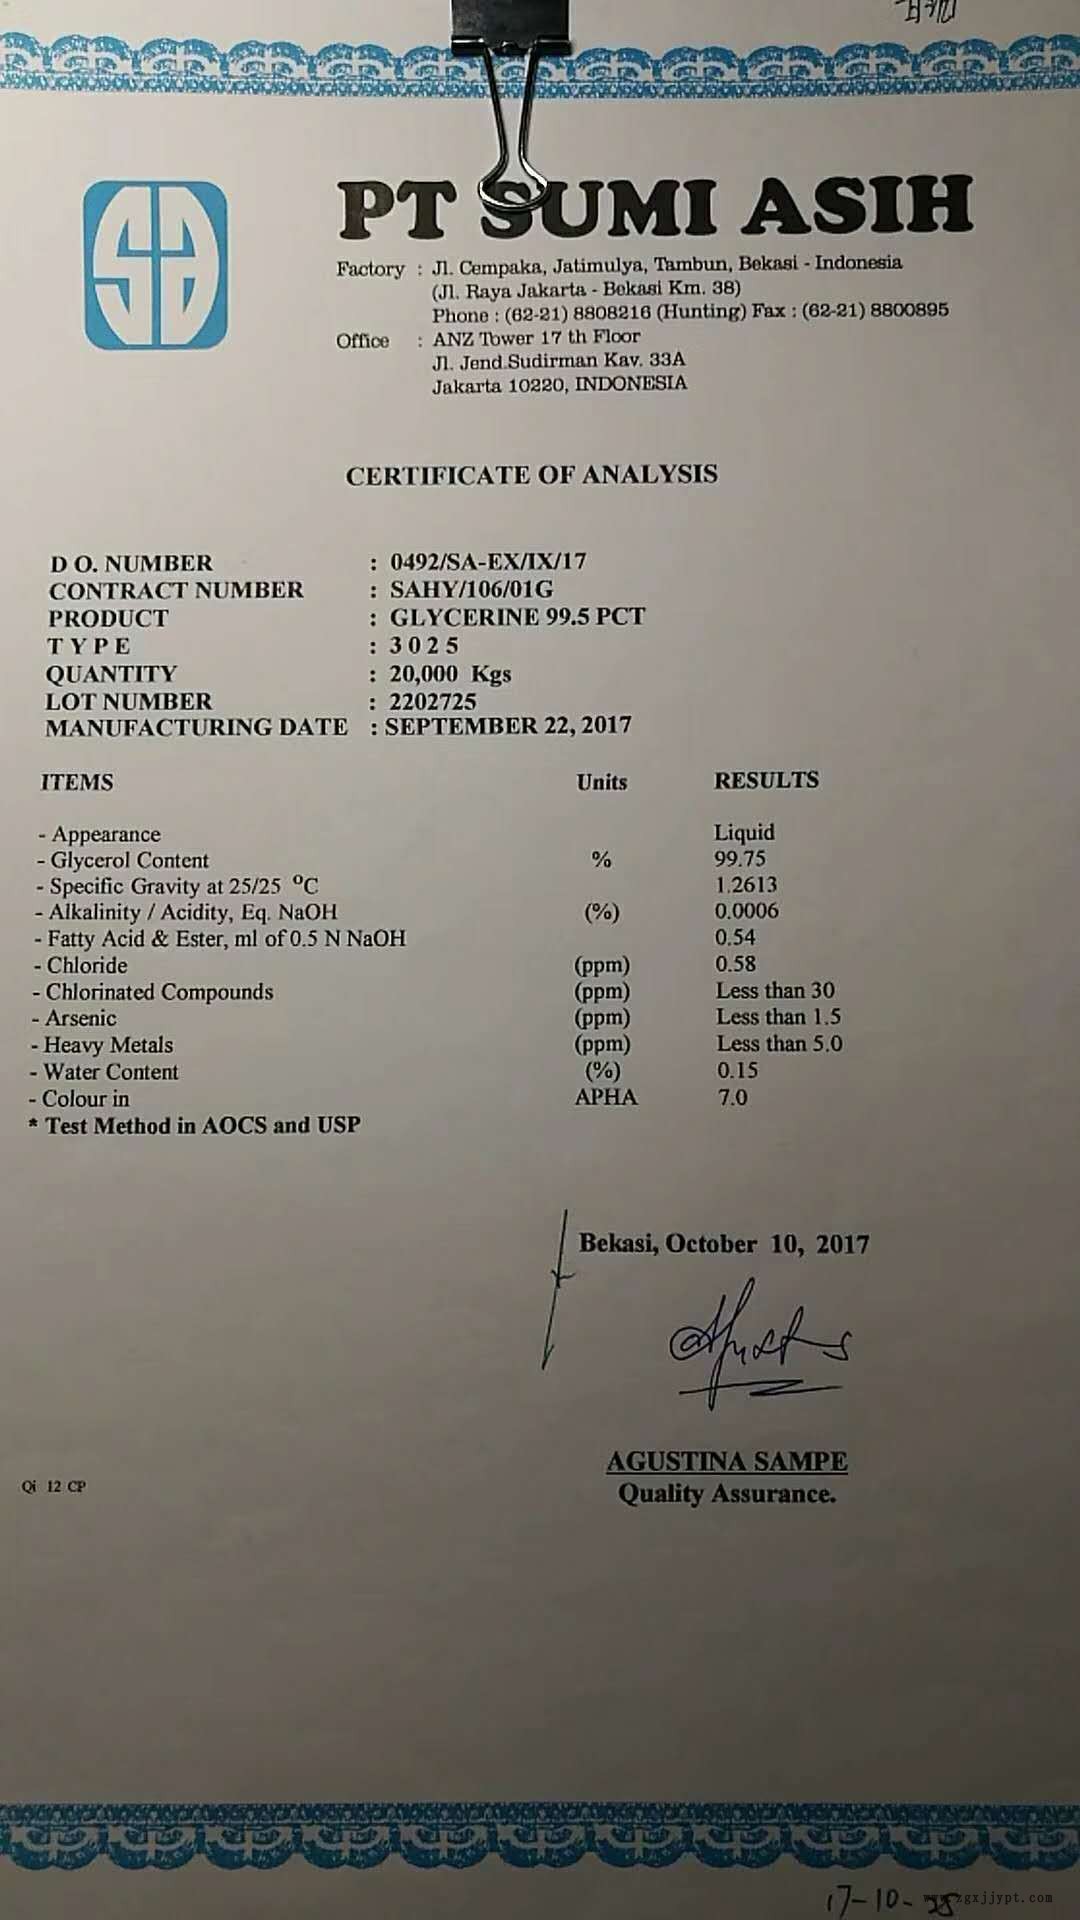 SA
PT SUMI ASIH
Factory : Jl. Cempaka, Jatimulya, Tambun, Bekasi - Indonesia
(Jl. Raya Jakarta - Bekasi Km. 38)
Phone : (62-21) 8808216 (Hunting) Fax : (62-21) 8800895
Office : ANZ Tower 17 th Floor
Jl. Jend.Sudirman Kav. 33A
Jakarta 10220, INDONESIA
CERTIFICATE OF ANALYSIS
D O. NUMBER : 0492/SA-EX/IX/17
CONTRACT NUMBER : SAHY/106/01G
PRODUCT : GLYCERINE 99.5 PCT
T Y P E : 3 0 2 5
QUANTITY : 20,000 Kgs
LOT NUMBER : 2202725
MANUFACTURING DATE : SEPTEMBER 22, 2017
ITEMS Units RESULTS
- Appearance Liquid
- Glycerol Content % 99.75
- Specific Gravity at 25/25 °C 1.2613
- Alkalinity / Acidity, Eq. NaOH (%) 0.0006
- Fatty Acid & Ester, ml of 0.5 N NaOH 0.54
- Chloride (ppm) 0.58
- Chlorinated Compounds (ppm) Less than 30
- Arsenic (ppm) Less than 1.5
- Heavy Metals (ppm) Less than 5.0
- Water Content (%) 0.15
- Colour in APHA 7.0
* Test Method in AOCS and USP
Bekasi, October 10, 2017
AGUSTINA SAMPE
Quality Assurance.
Qi 12 CP
17-10-